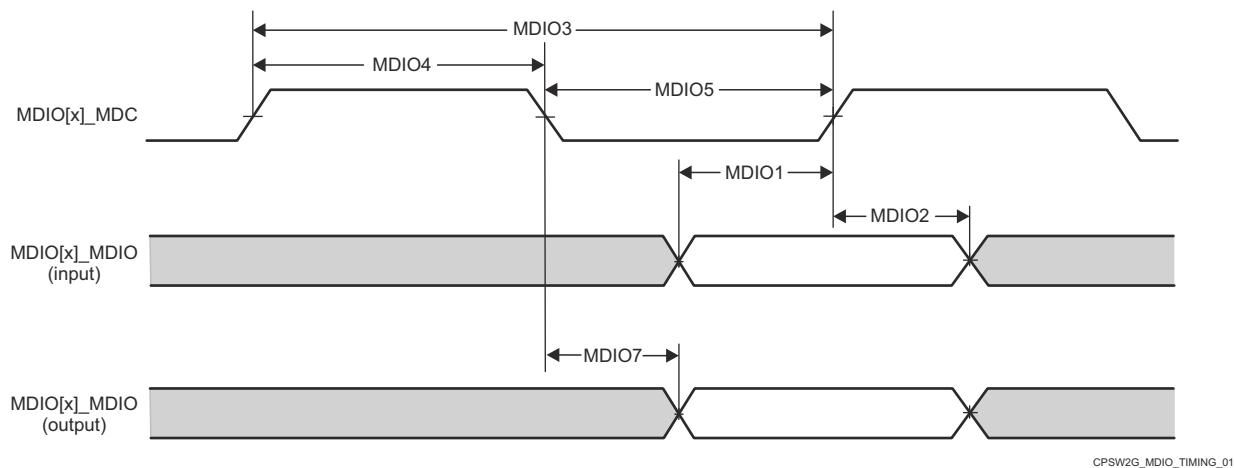 MDIO3
MDIO4
MDIO5
MDIO[x]_MDC
MDIO1
MDIO2
MDIO[x]_MDIO
(input)
MDIO7
MDIO[x]_MDIO
(output)
CPSW2G_MDIO_TIMING_01